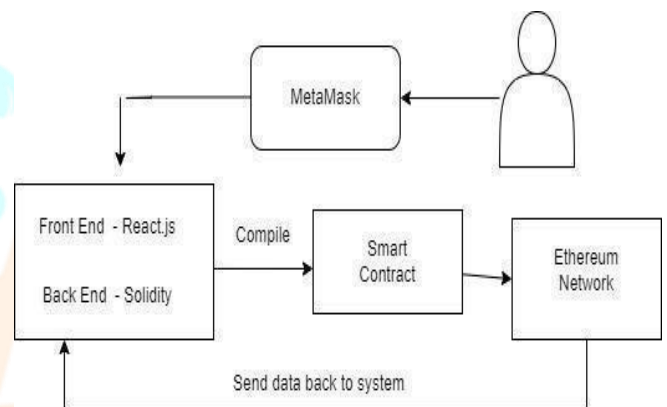 MetaMask
Front End - React.js
Back End - Solidity
Compile
Smart
Contract
Ethereum
Network
Send data back to system